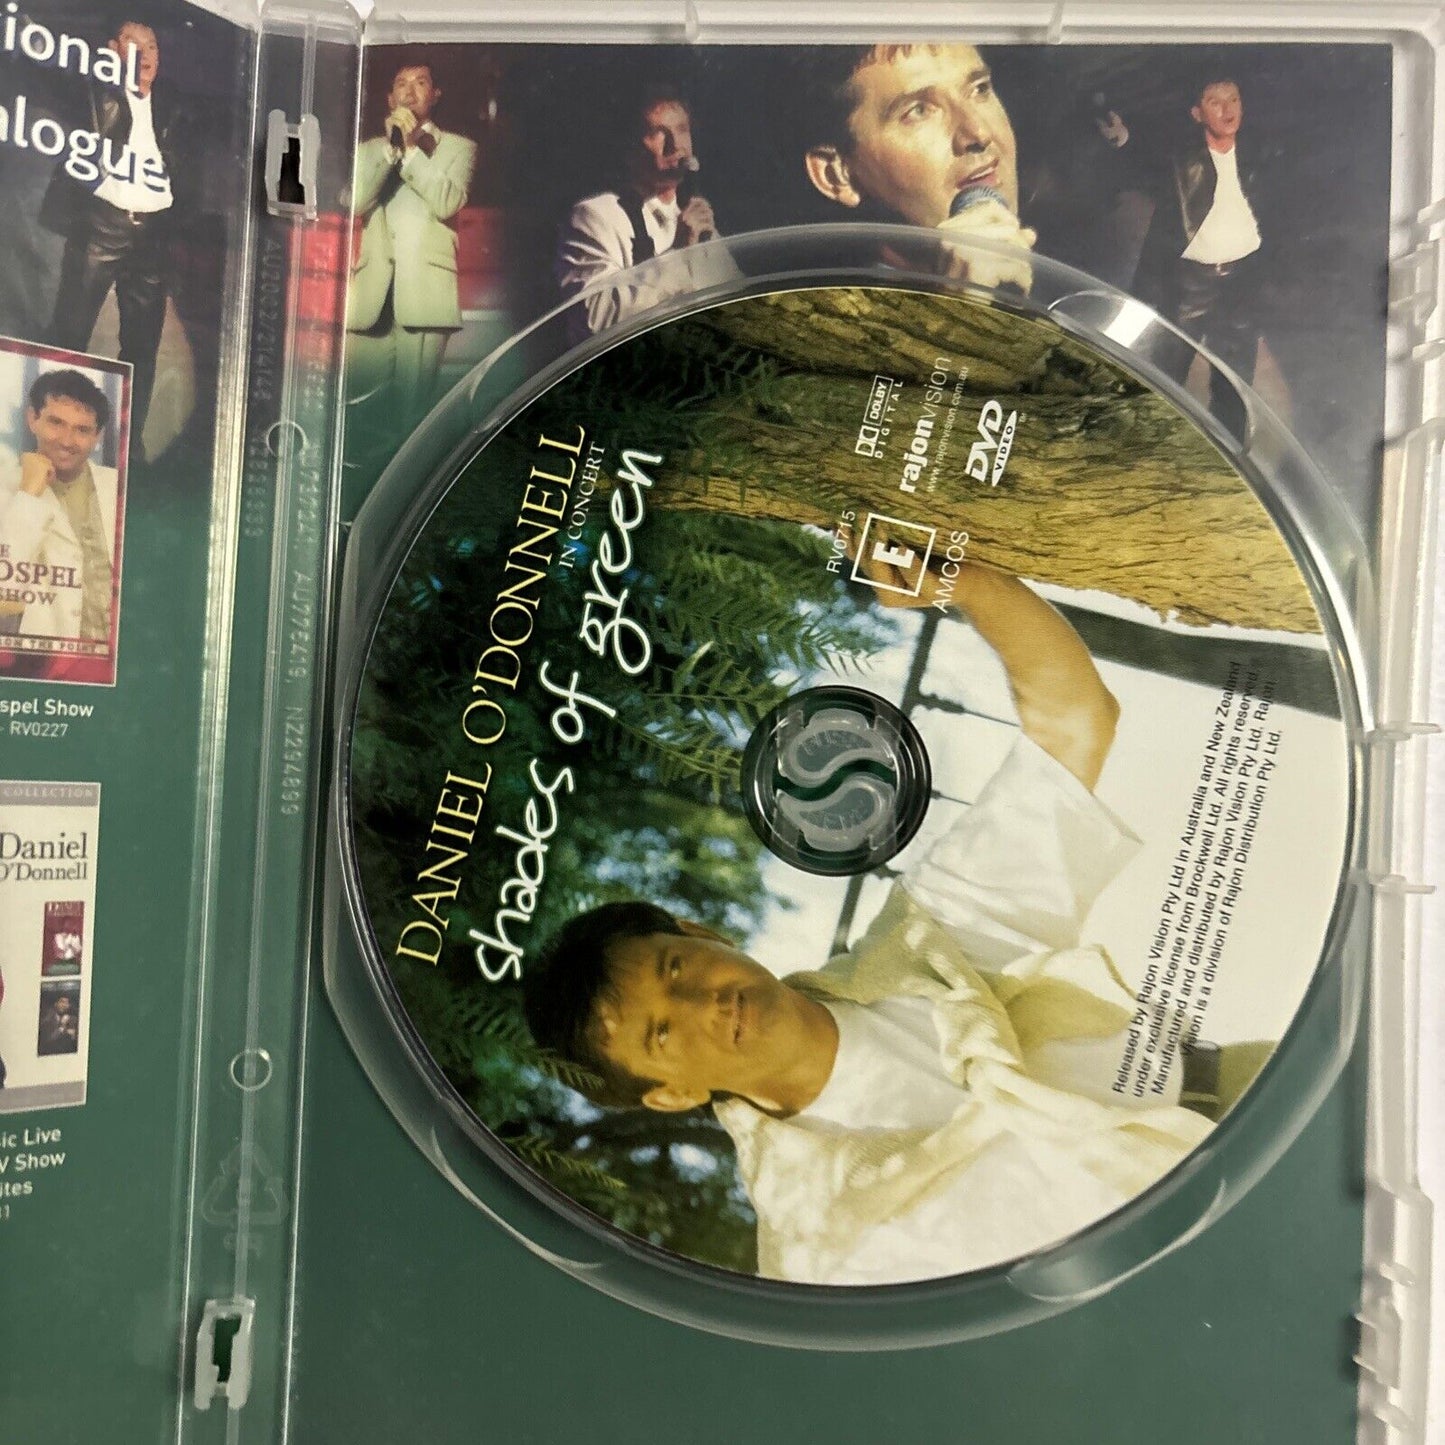 ional
alogue
OSPEL
SHOW
spel Show
- RV0227
COLLECTION
Daniel
O'Donnell
ic Live
V Show
ites
DANIEL O'DONNELL
IN CONCERT
shades of green
DOLBY
DIGITAL
rajonvision
www.rajonvision.com.au
DVD
VIDEO
RV0715
E
AMCOS
Released by Rajon Vision Pty Ltd in Australia and New Zealand
under exclusive license from Brockwell Ltd. All rights reserved.
Manufactured and distributed by Rajon Vision Pty Ltd. Rajon
Vision is a division of Rajon Distribution Pty Ltd.